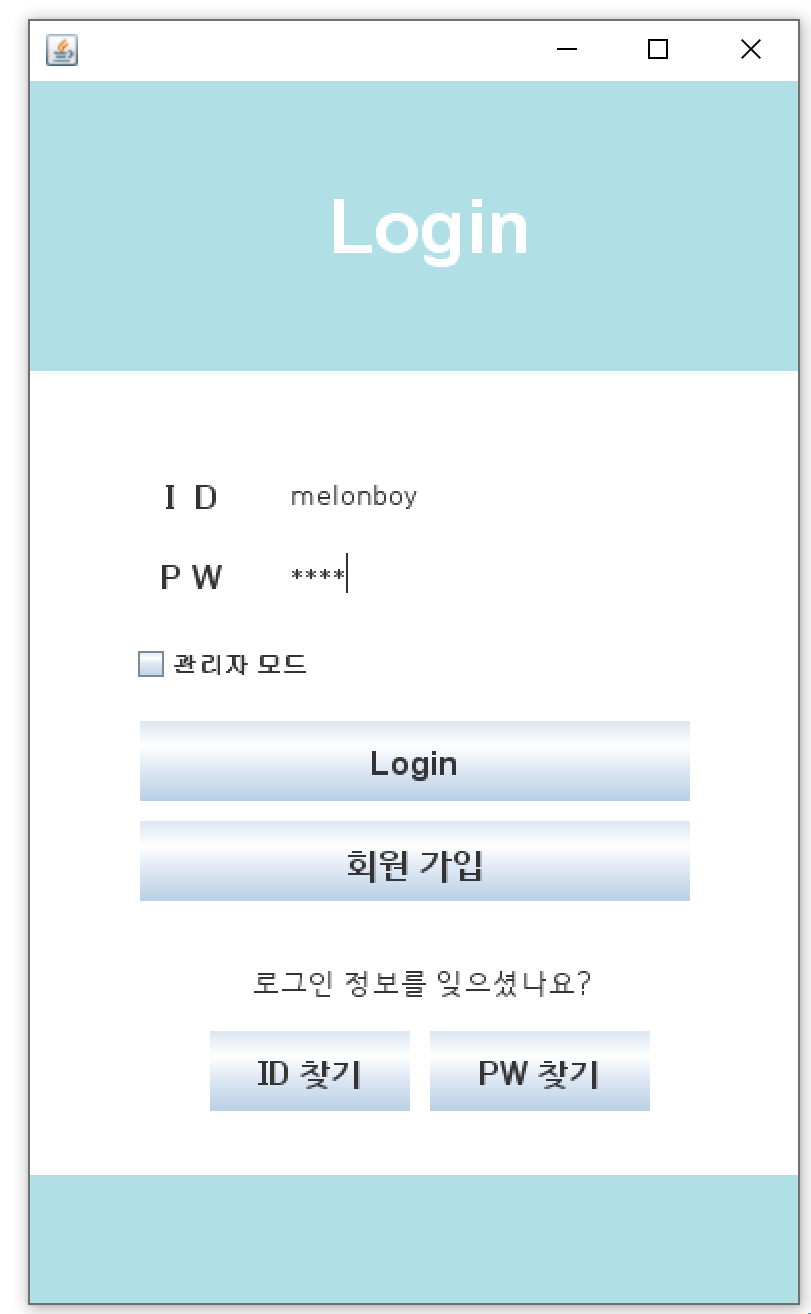 Login
I D melonboy
P W ****
관리자 모드
Login
회원 가입
로그인 정보를 잊으셨나요?
ID 찾기 PW 찾기